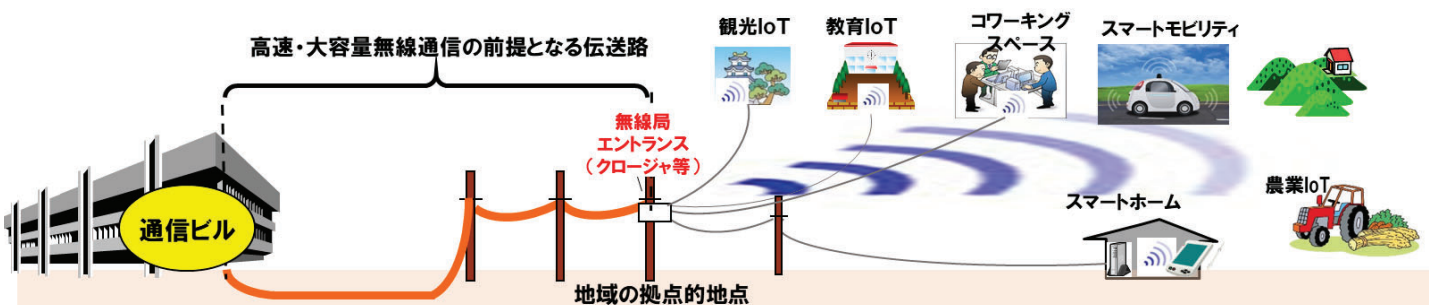 高速・大容量無線通信の前提となる伝送路
観光IoT
教育IoT
コワーキング
スペース
スマートモビリティ
無線局
エントランス
（クロージャ等）
通信ビル
農業IoT
スマートホーム
地域の拠点的地点